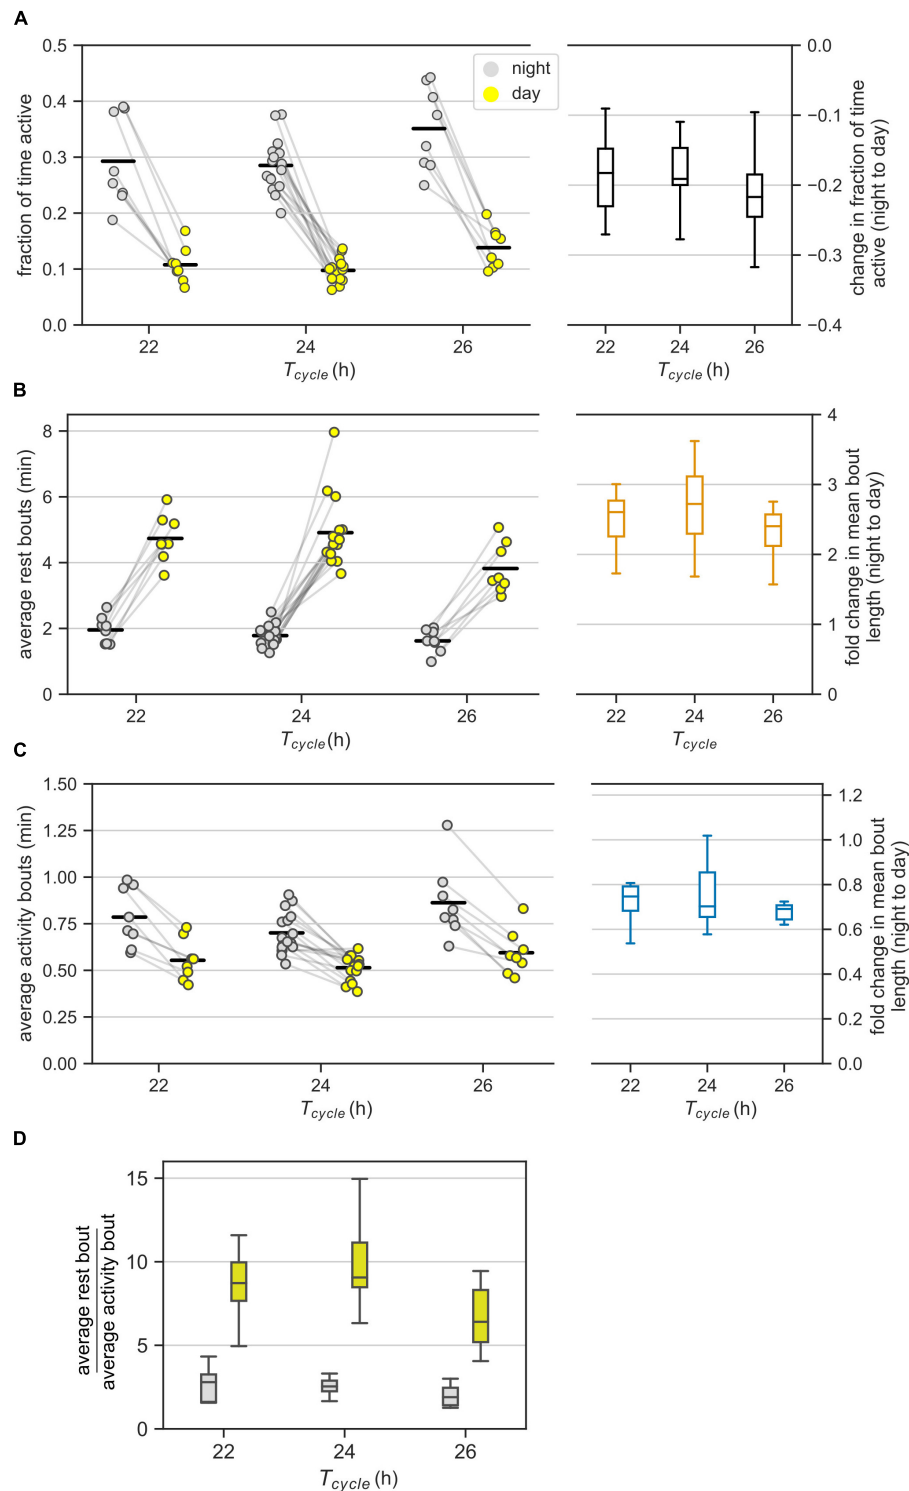 A
0.5
0.4
0.3
0.2
0.1
0.0
fraction of time active
night
day
22
24
26
Tcycle (h)
0.0
−0.1
−0.2
−0.3
−0.4
change in fraction of time
active (night to day)
22
24
26
Tcycle (h)
B
8
6
4
2
0
average rest bouts (min)
22
24
26
Tcycle (h)
4
3
2
1
0
fold change in mean bout
length (night to day)
22
24
26
Tcycle
C
1.50
1.25
1.00
0.75
0.50
0.25
0.00
average activity bouts (min)
22
24
26
Tcycle (h)
1.2
1.0
0.8
0.6
0.4
0.2
0.0
fold change in mean bout
length (night to day)
22
24
26
Tcycle (h)
D
15
10
5
0
average rest bout
average activity bout
22
24
26
Tcycle (h)